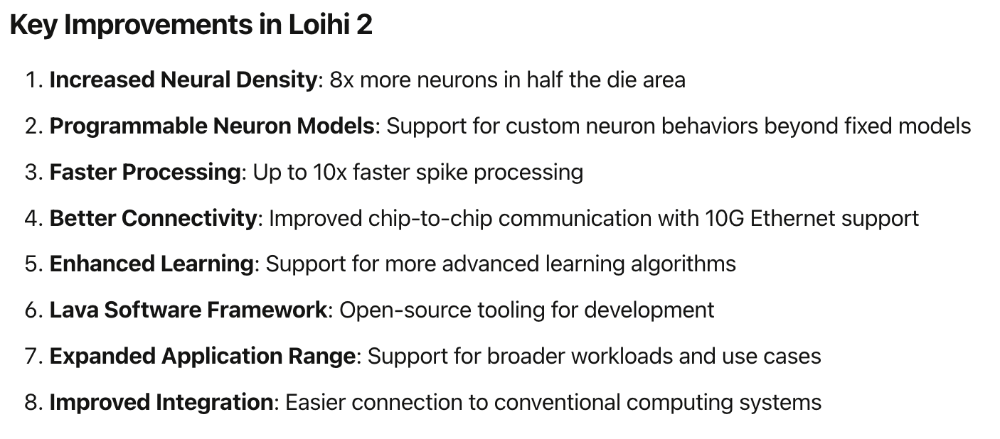 Key Improvements in Loihi 2
1. Increased Neural Density: 8x more neurons in half the die area
2. Programmable Neuron Models: Support for custom neuron behaviors beyond fixed models
3. Faster Processing: Up to 10x faster spike processing
4. Better Connectivity: Improved chip-to-chip communication with 10G Ethernet support
5. Enhanced Learning: Support for more advanced learning algorithms
6. Lava Software Framework: Open-source tooling for development
7. Expanded Application Range: Support for broader workloads and use cases
8. Improved Integration: Easier connection to conventional computing systems